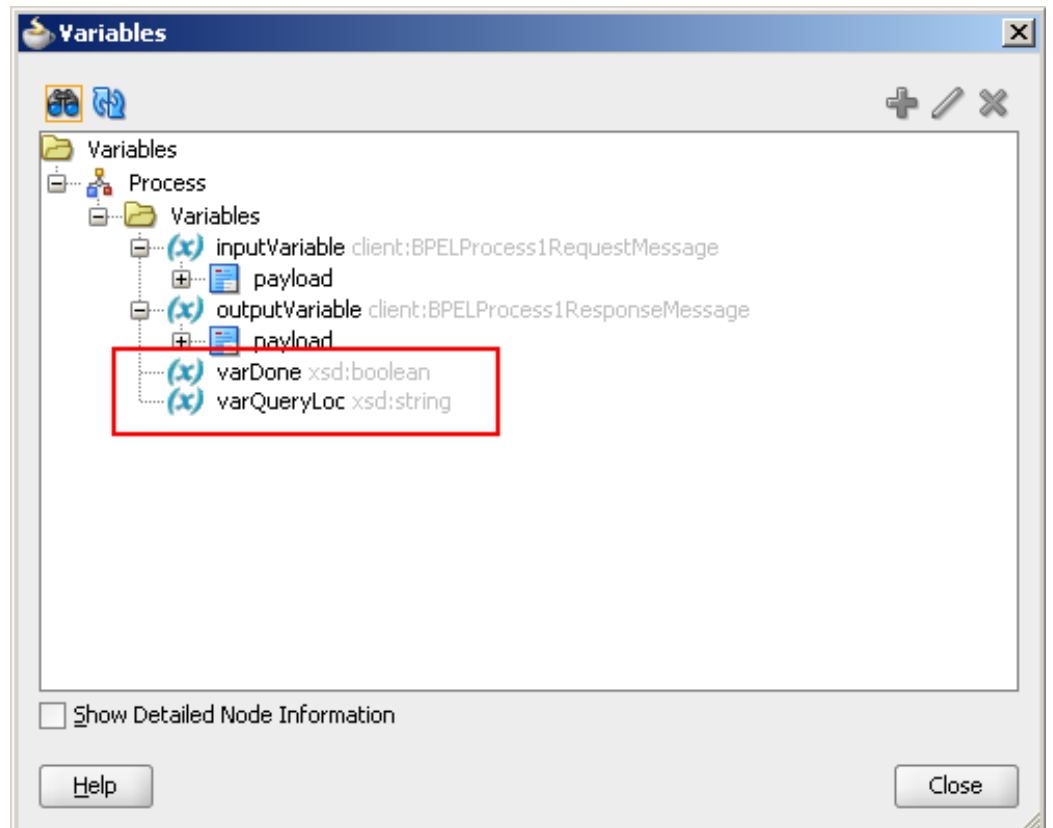 Variables
Variables
Process
Variables
(x) inputVariable client:BPELProcess1RequestMessage
payload
(x) outputVariable client:BPELProcess1ResponseMessage
payload
(x) varDone xsd:boolean
(x) varQueryLoc xsd:string
Show Detailed Node Information
Help Close